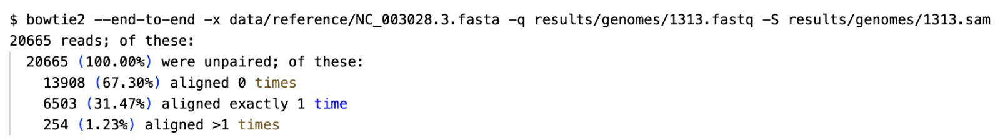 $ bowtie2 --end-to-end -x data/reference/NC_003028.3.fasta -q results/genomes/1313.fastq -S results/genomes/1313.sam
20665 reads; of these:
20665 (100.00%) were unpaired; of these:
13908 (67.30%) aligned 0 times
6503 (31.47%) aligned exactly 1 time
254 (1.23%) aligned >1 times